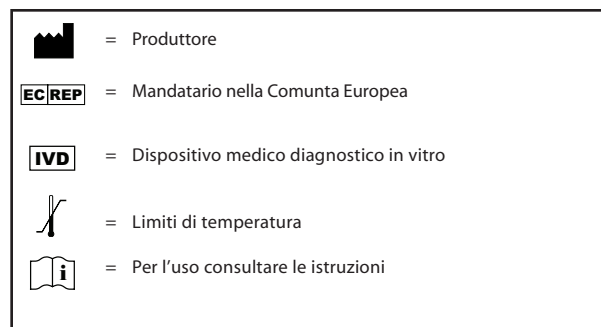 = Produttore
EC REP = Mandatario nella Comunta Europea
IVD = Dispositivo medico diagnostico in vitro
= Limiti di temperatura
i = Per l'uso consultare le istruzioni